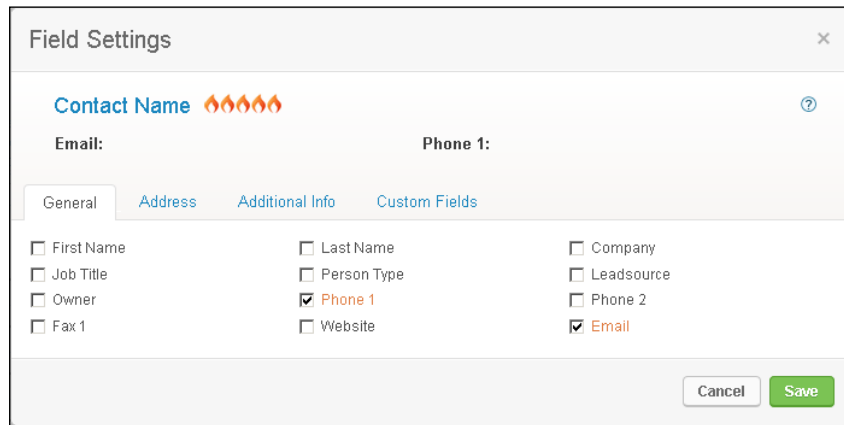 Field Settings ×
Contact Name ?
Email: Phone 1:
General Address Additional Info Custom Fields
First Name Last Name Company
Job Title Person Type Leadsource
Owner Phone 1 Phone 2
Fax 1 Website Email
Cancel Save